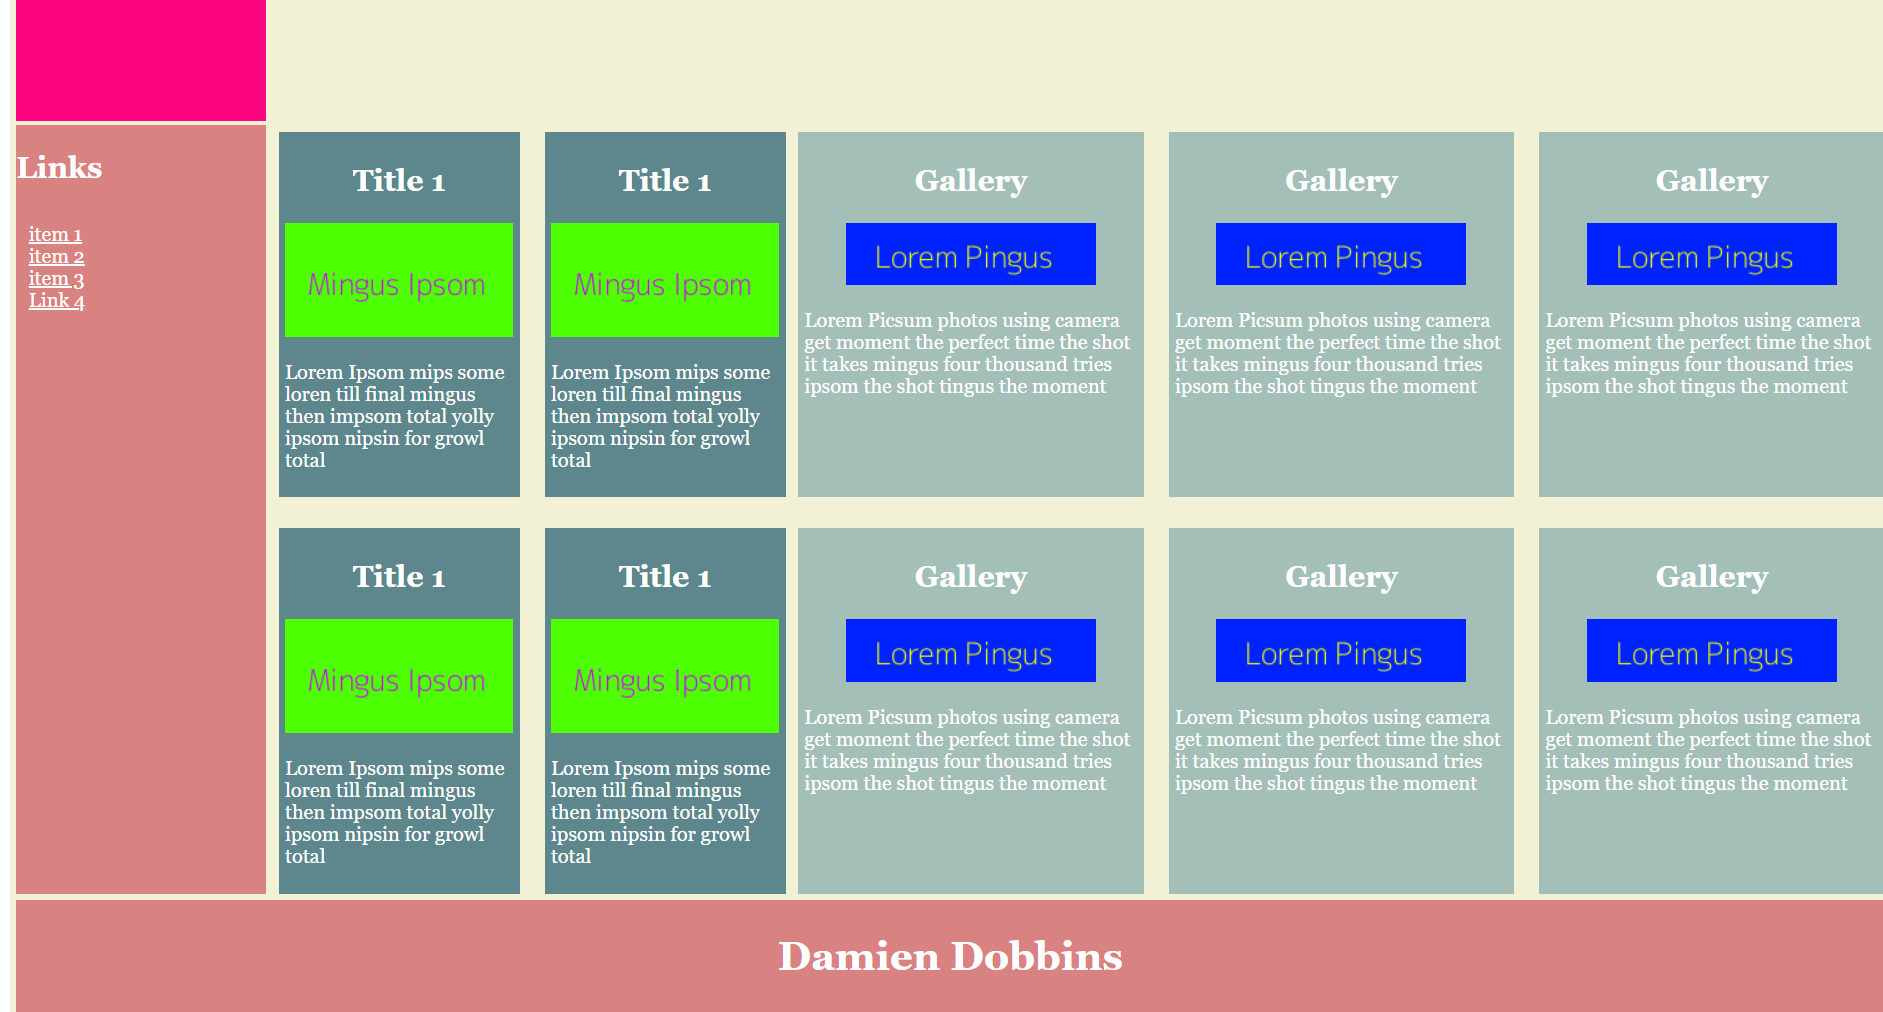 Links
item 1
item 2
item 3
Link 4
Title 1
Mingus Ipsom
Lorem Ipsom mips some
loren till final mingus
then impsom total yolly
ipsom nipsin for growl
total
Title 1
Mingus Ipsom
Lorem Ipsom mips some
loren till final mingus
then impsom total yolly
ipsom nipsin for growl
total
Gallery
Lorem Pingus
Lorem Picsum photos using camera
get moment the perfect time the shot
it takes mingus four thousand tries
ipsom the shot tingus the moment
Gallery
Lorem Pingus
Lorem Picsum photos using camera
get moment the perfect time the shot
it takes mingus four thousand tries
ipsom the shot tingus the moment
Gallery
Lorem Pingus
Lorem Picsum photos using camera
get moment the perfect time the shot
it takes mingus four thousand tries
ipsom the shot tingus the moment
Title 1
Mingus Ipsom
Lorem Ipsom mips some
loren till final mingus
then impsom total yolly
ipsom nipsin for growl
total
Title 1
Mingus Ipsom
Lorem Ipsom mips some
loren till final mingus
then impsom total yolly
ipsom nipsin for growl
total
Gallery
Lorem Pingus
Lorem Picsum photos using camera
get moment the perfect time the shot
it takes mingus four thousand tries
ipsom the shot tingus the moment
Gallery
Lorem Pingus
Lorem Picsum photos using camera
get moment the perfect time the shot
it takes mingus four thousand tries
ipsom the shot tingus the moment
Gallery
Lorem Pingus
Lorem Picsum photos using camera
get moment the perfect time the shot
it takes mingus four thousand tries
ipsom the shot tingus the moment
Damien Dobbins